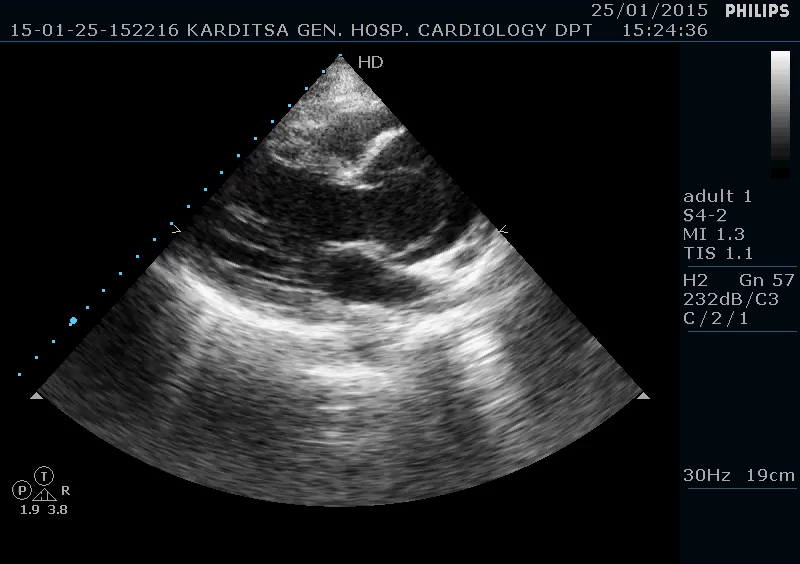 25/01/2015 PHILIPS
15-01-25-152216 KARDITSA GEN. HOSP. CARDIOLOGY DPT 15:24:36
HD
adult 1
S4-2
MI 1.3
TIS 1.1
H2 Gn 57
232dB/C3
C/2/1
30Hz 19cm
T
P R
1.9 3.8